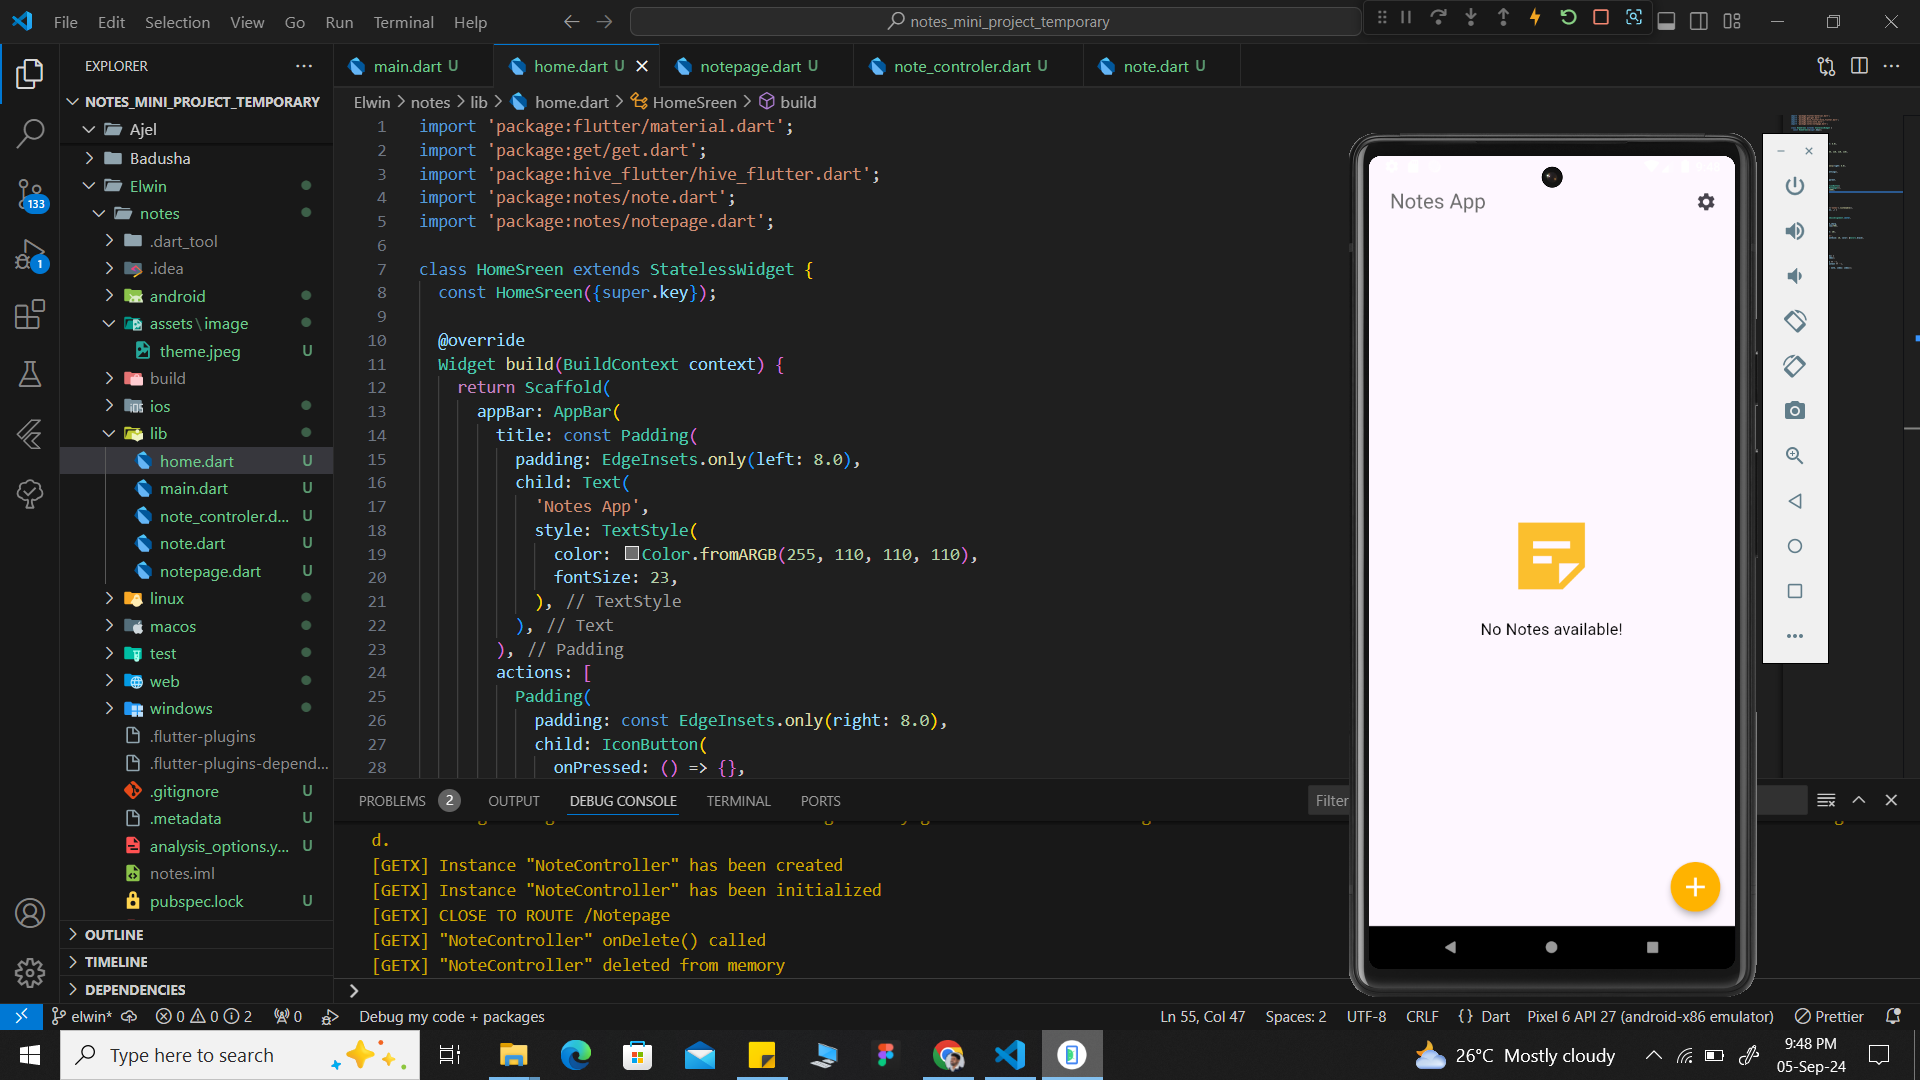 File Edit Selection View Go Run Terminal Help
notes_mini_project_temporary
EXPLORER
NOTES_MINI_PROJECT_TEMPORARY
Ajel
Badusha
Elwin
notes
.dart_tool
.idea
android
assets\image
theme.jpeg U
build
ios
lib
home.dart U
main.dart U
note_controler.d... U
note.dart U
notepage.dart U
linux
macos
test
web
windows
.flutter-plugins
.flutter-plugins-depend...
.gitignore U
.metadata U
analysis_options.y... U
notes.iml
pubspec.lock U
OUTLINE
TIMELINE
DEPENDENCIES
133
1
main.dart U home.dart U notepage.dart U note_controler.dart U note.dart U
Elwin > notes > lib > home.dart > HomeSreen > build
1 import 'package:flutter/material.dart';
2 import 'package:get/get.dart';
3 import 'package:hive_flutter/hive_flutter.dart';
4 import 'package:notes/note.dart';
5 import 'package:notes/notepage.dart';
6
7 class HomeSreen extends StatelessWidget {
8 const HomeSreen({super.key});
9
10 @override
11 Widget build(BuildContext context) {
12 return Scaffold(
13 appBar: AppBar(
14 title: const Padding(
15 padding: EdgeInsets.only(left: 8.0),
16 child: Text(
17 'Notes App',
18 style: TextStyle(
19 color: Color.fromARGB(255, 110, 110, 110),
20 fontSize: 23,
21 ), // TextStyle
22 ), // Text
23 ), // Padding
24 actions: [
25 Padding(
26 padding: const EdgeInsets.only(right: 8.0),
27 child: IconButton(
28 onPressed: () => {},
Notes App
No Notes available!
PROBLEMS 2 OUTPUT DEBUG CONSOLE TERMINAL PORTS
Filter
d.
[GETX] Instance "NoteController" has been created
[GETX] Instance "NoteController" has been initialized
[GETX] CLOSE TO ROUTE /Notepage
[GETX] "NoteController" onDelete() called
[GETX] "NoteController" deleted from memory
elwin* 0 0 2 0 Debug my code + packages
Ln 55, Col 47 Spaces: 2 UTF-8 CRLF {} Dart Pixel 6 API 27 (android-x86 emulator) Prettier
Type here to search
26°C Mostly cloudy
9:48 PM
05-Sep-24